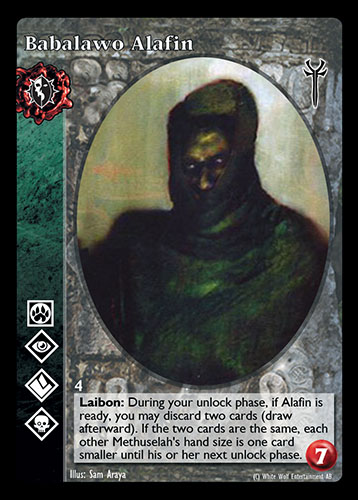 Babalawo Alafin
4
Laibon: During your unlock phase, if Alafin is
ready, you may discard two cards (draw
afterward). If the two cards are the same, each
other Methuselah's hand size is one card
smaller until his or her next unlock phase.
7
Illus: Sam Araya
(C) White Wolf Entertainment AB